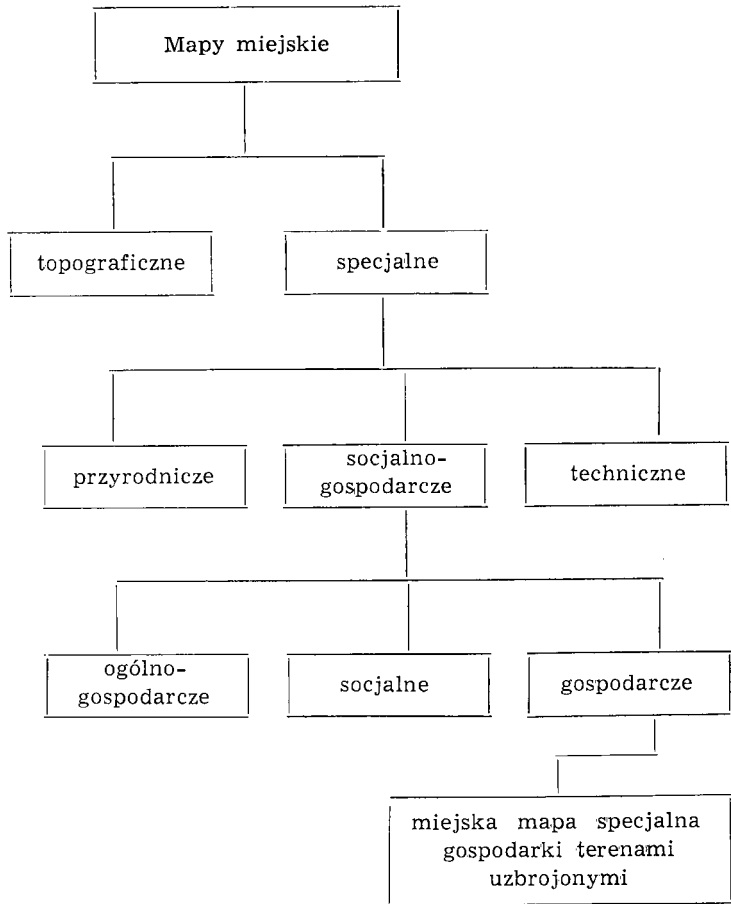 Mapy miejskie
topograficzne
specjalne
przyrodnicze
socjalno-
gospodarcze
techniczne
ogólno-
gospodarcze
socjalne
gospodarcze
miejska mapa specjalna
gospodarki terenami
uzbrojonymi